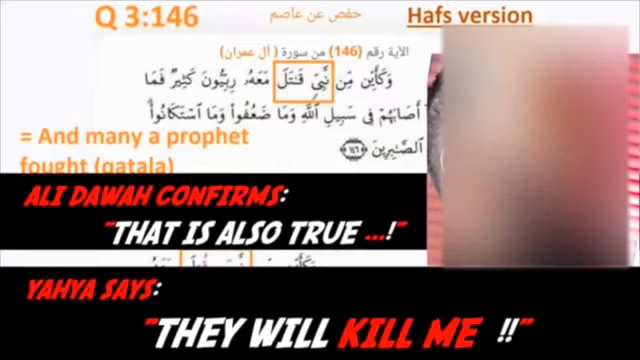 Q 3:146
حفص عن عاصم
Hafs version
الآية رقم (146) من سورة (آل عمران)
وَكَأَيِّن مِّن نَّبِيٍّ قَٰتَلَ مَعَهُۥ رِبِّيُّونَ كَثِيرٌ فَمَا
أَصَابَهُمْ فِي سَبِيلِ ٱللَّهِ وَمَا ضَعُفُوا۟ وَمَا ٱسْتَكَانُوا۟
ٱلصَّٰبِرِينَ ١٤٦
= And many a prophet
fought (qatala)
ALI DAWAH CONFIRMS:
"THAT IS ALSO TRUE ...!"
YAHYA SAYS:
"THEY WILL KILL ME !!"